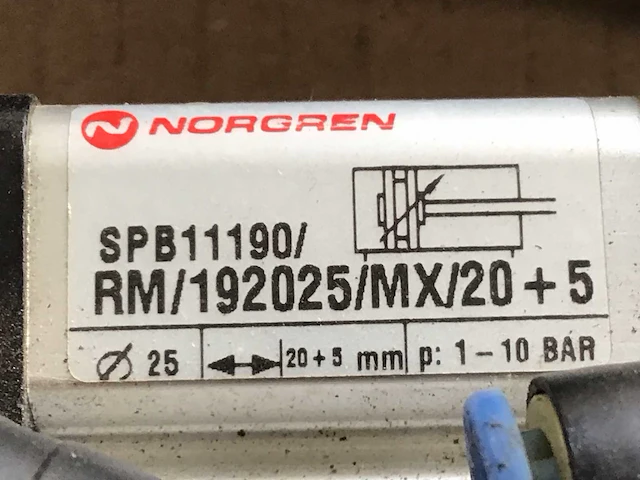 NORGREN
SPB11190/
RM/192025/MX/20+5
Ø 25 20+5 mm p: 1-10 BAR